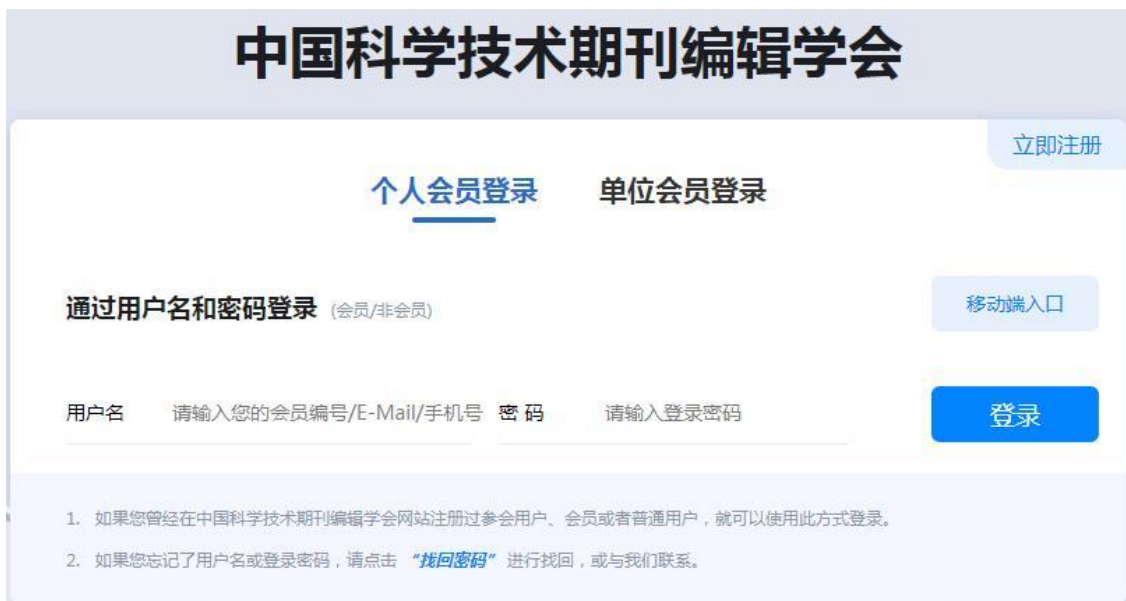 中国科学技术期刊编辑学会
立即注册
个人会员登录 单位会员登录
通过用户名和密码登录 (会员/非会员) 移动端入口
用户名 请输入您的会员编号/E-Mail/手机号 密 码 请输入登录密码 登录
1. 如果您曾经在中国科学技术期刊编辑学会网站注册过参会用户、会员或者普通用户，就可以使用此方式登录。
2. 如果您忘记了用户名或登录密码，请点击 “找回密码” 进行找回，或与我们联系。